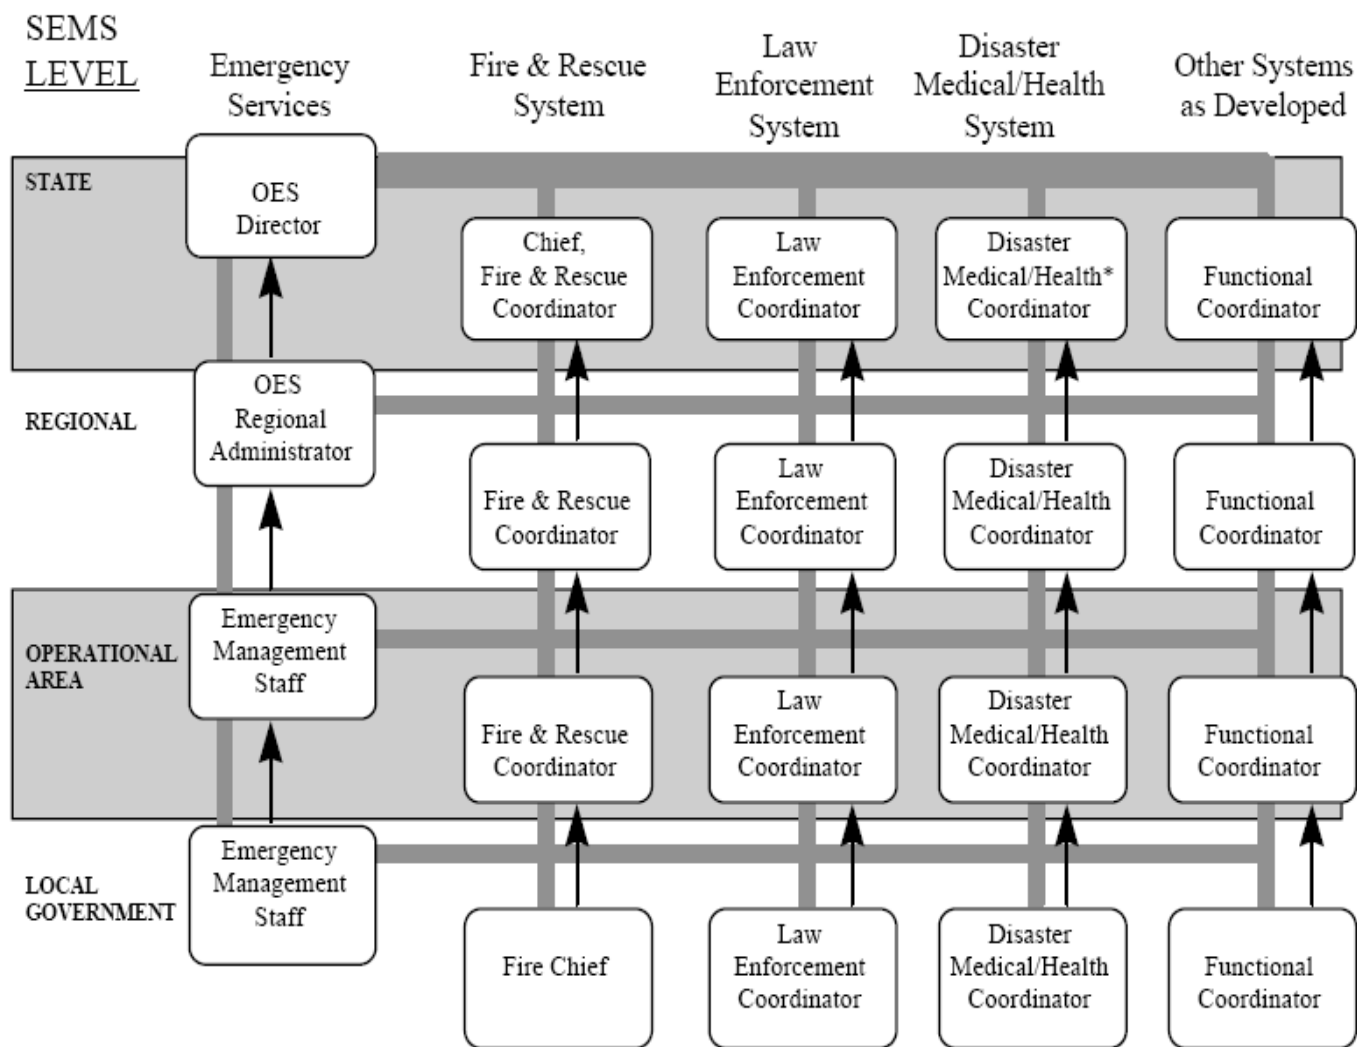 SEMS
LEVEL
Emergency
Services
Fire & Rescue
System
Law
Enforcement
System
Disaster
Medical/Health
System
Other Systems
as Developed
STATE
OES
Director
Chief,
Fire & Rescue
Coordinator
Law
Enforcement
Coordinator
Disaster
Medical/Health*
Coordinator
Functional
Coordinator
REGIONAL
OES
Regional
Administrator
Fire & Rescue
Coordinator
Law
Enforcement
Coordinator
Disaster
Medical/Health
Coordinator
Functional
Coordinator
OPERATIONAL
AREA
Emergency
Management
Staff
Fire & Rescue
Coordinator
Law
Enforcement
Coordinator
Disaster
Medical/Health
Coordinator
Functional
Coordinator
LOCAL
GOVERNMENT
Emergency
Management
Staff
Fire Chief
Law
Enforcement
Coordinator
Disaster
Medical/Health
Coordinator
Functional
Coordinator